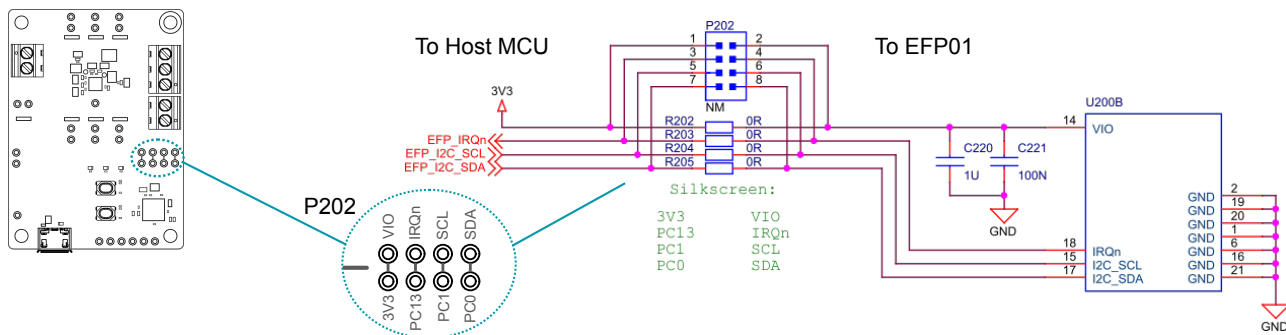 To Host MCU
P202
To EFP01
1 2
3 4
5 6
7 8
NM
3V3
R202 0R
EFP_IRQn R203 0R
EFP_I2C_SCL R204 0R
EFP_I2C_SDA R205 0R
Silkscreen:
3V3 VIO
PC13 IRQn
PC1 SCL
PC0 SDA
C220
1U
C221
100N
GND
U200B
14 VIO
GND 2
GND 19
GND 20
GND 1
18 IRQn GND 6
15 I2C_SCL GND 16
17 I2C_SDA GND 21
GND
P202
VIO
IRQn
SCL
SDA
3V3
PC13
PC1
PC0